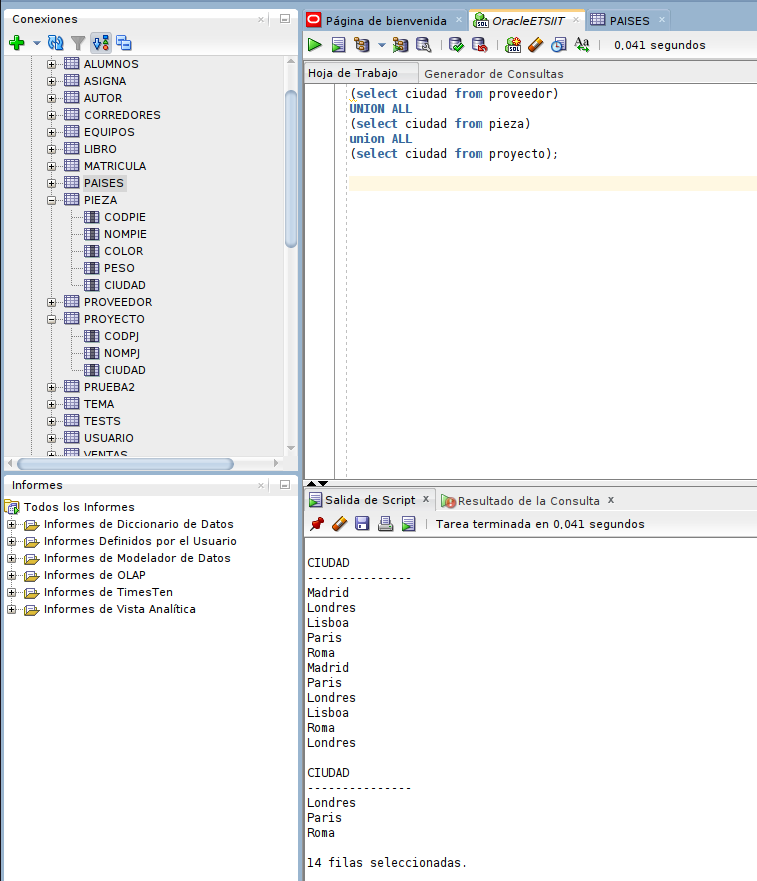 Conexiones
ALUMNOS
ASIGNA
AUTOR
CORREDORES
EQUIPOS
LIBRO
MATRICULA
PAISES
PIEZA
CODPIE
NOMPIE
COLOR
PESO
CIUDAD
PROVEEDOR
PROYECTO
CODPJ
NOMPJ
CIUDAD
PRUEBA2
TEMA
TESTS
USUARIO
VENTAS
Informes
Todos los Informes
Informes de Diccionario de Datos
Informes Definidos por el Usuario
Informes de Modelador de Datos
Informes de OLAP
Informes de TimesTen
Informes de Vista Analítica
Página de bienvenida
OracleETSIIT
PAISES
0,041 segundos
Hoja de Trabajo
Generador de Consultas
(select ciudad from proveedor)
UNION ALL
(select ciudad from pieza)
union ALL
(select ciudad from proyecto);
Salida de Script
Resultado de la Consulta
Tarea terminada en 0,041 segundos
CIUDAD
---------------
Madrid
Londres
Lisboa
Paris
Roma
Madrid
Paris
Londres
Lisboa
Roma
Londres
CIUDAD
---------------
Londres
Paris
Roma
14 filas seleccionadas.